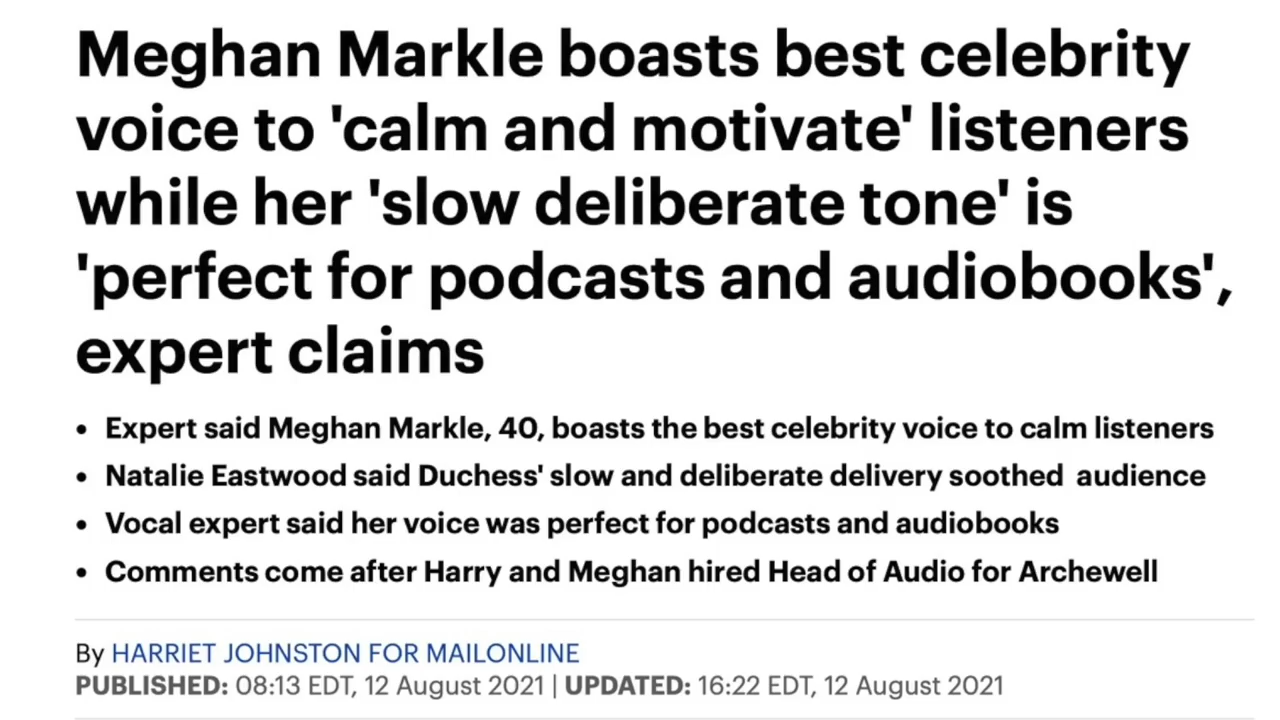 Meghan Markle boasts best celebrity
voice to 'calm and motivate' listeners
while her 'slow deliberate tone' is
'perfect for podcasts and audiobooks',
expert claims
• Expert said Meghan Markle, 40, boasts the best celebrity voice to calm listeners
• Natalie Eastwood said Duchess' slow and deliberate delivery soothed  audience
• Vocal expert said her voice was perfect for podcasts and audiobooks
• Comments come after Harry and Meghan hired Head of Audio for Archewell
By HARRIET JOHNSTON FOR MAILONLINE
PUBLISHED: 08:13 EDT, 12 August 2021 | UPDATED: 16:22 EDT, 12 August 2021